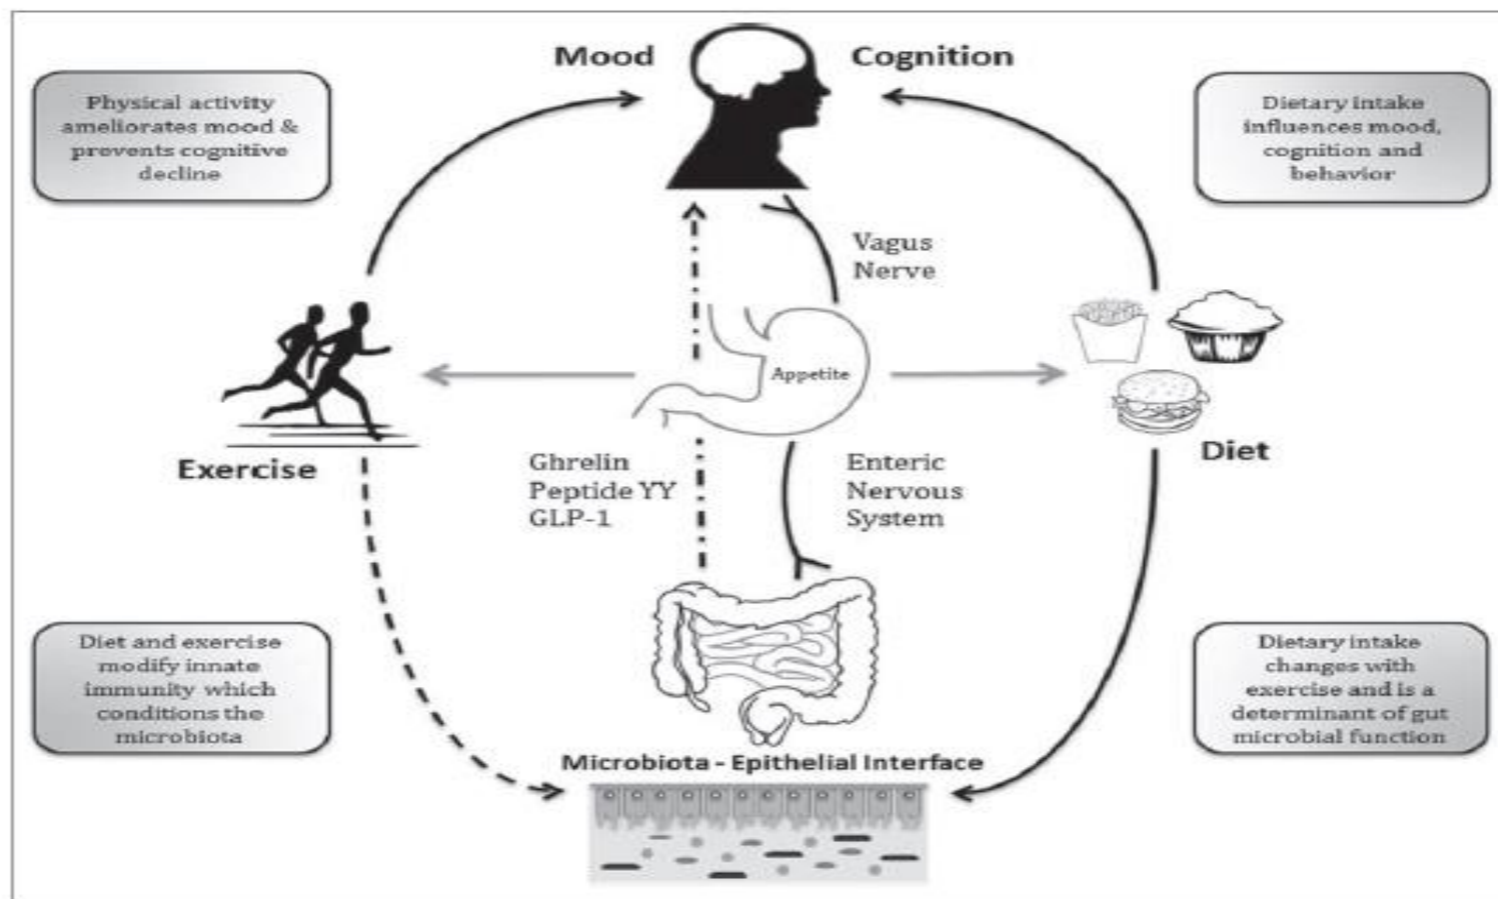 Mood
Cognition
Physical activity
ameliorates mood &
prevents cognitive
decline
Dietary intake
influences mood,
cognition and
behavior
Vagus
Nerve
Appetite
Exercise
Diet
Ghrelin
Peptide YY
GLP-1
Enteric
Nervous
System
Diet and exercise
modify innate
immunity which
conditions the
microbiota
Dietary intake
changes with
exercise and is a
determinant of gut
microbial function
Microbiota - Epithelial Interface